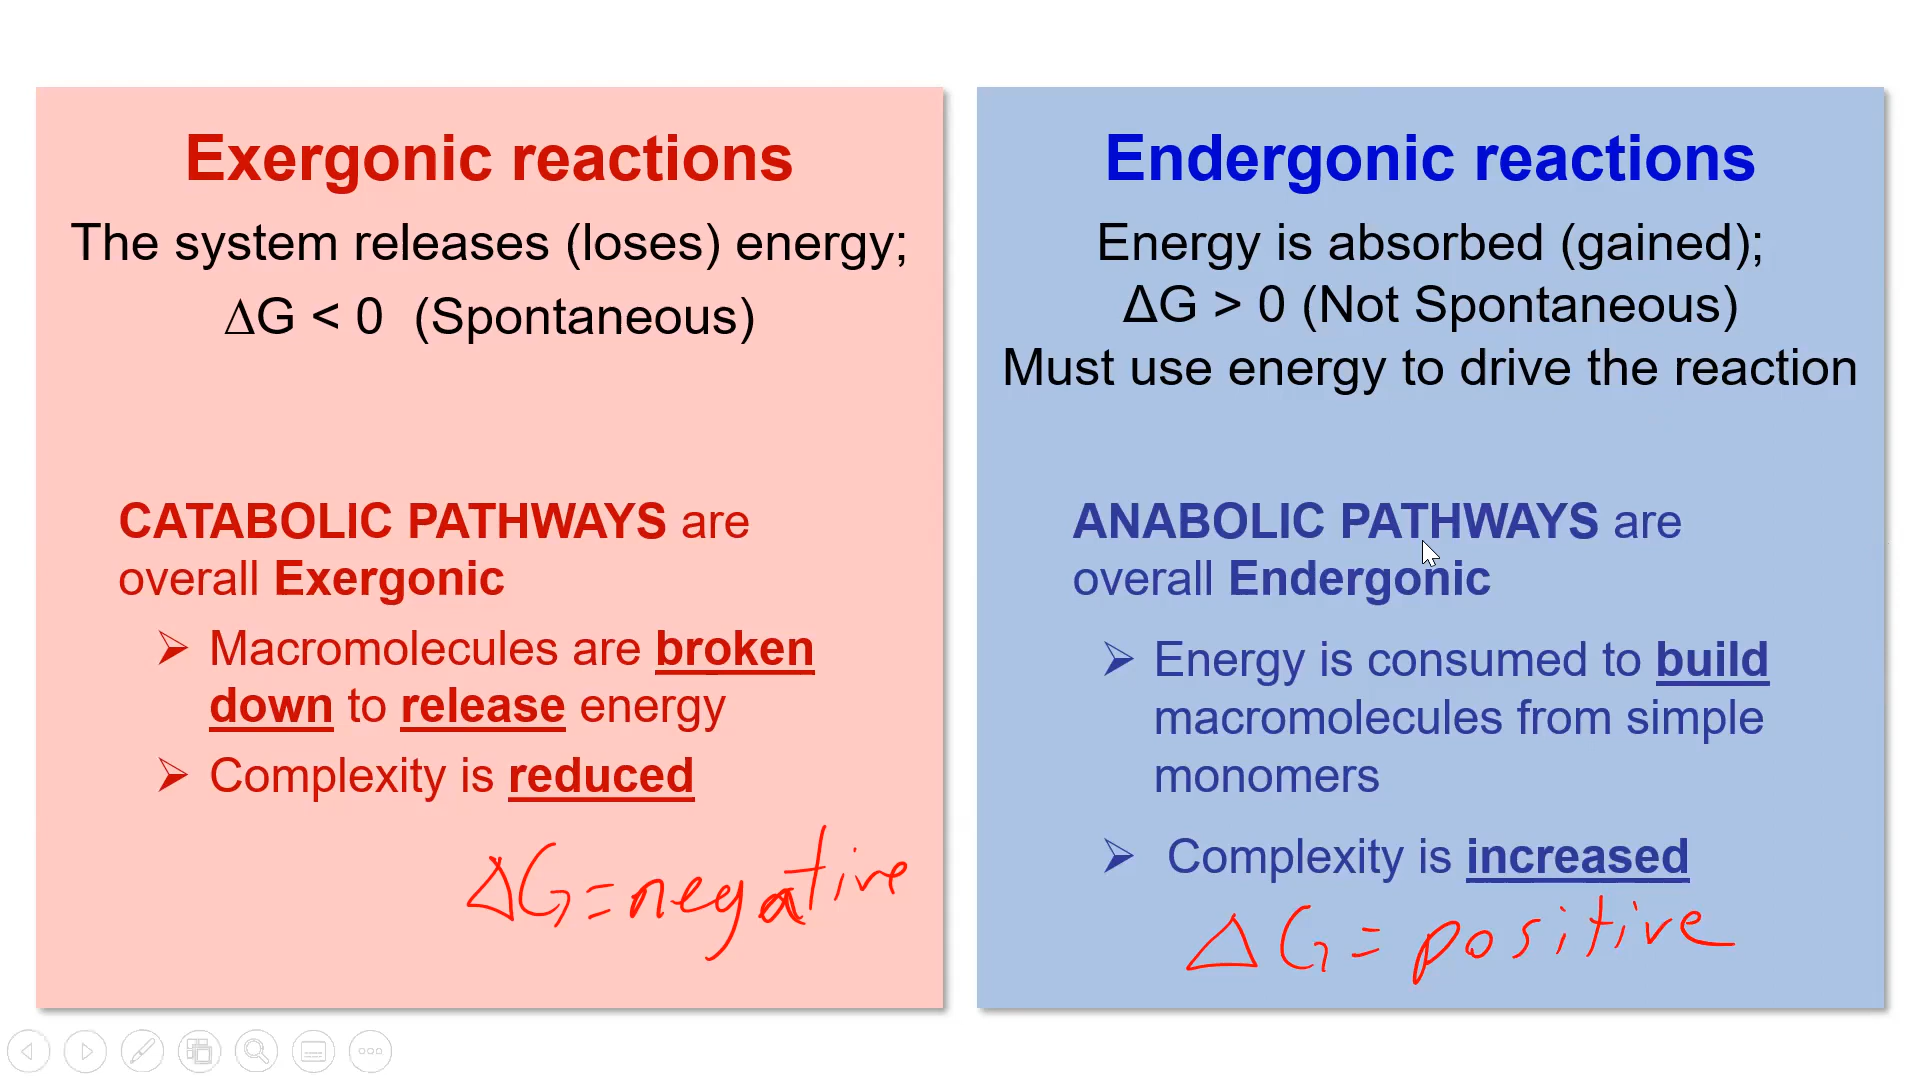 Exergonic reactions
The system releases (loses) energy;
ΔG < 0 (Spontaneous)
CATABOLIC PATHWAYS are
overall Exergonic
➢ Macromolecules are broken
down to release energy
➢ Complexity is reduced
ΔG = negative
Endergonic reactions
Energy is absorbed (gained);
ΔG > 0 (Not Spontaneous)
Must use energy to drive the reaction
ANABOLIC PATHWAYS are
overall Endergonic
➢ Energy is consumed to build
macromolecules from simple
monomers
➢ Complexity is increased
ΔG = positive